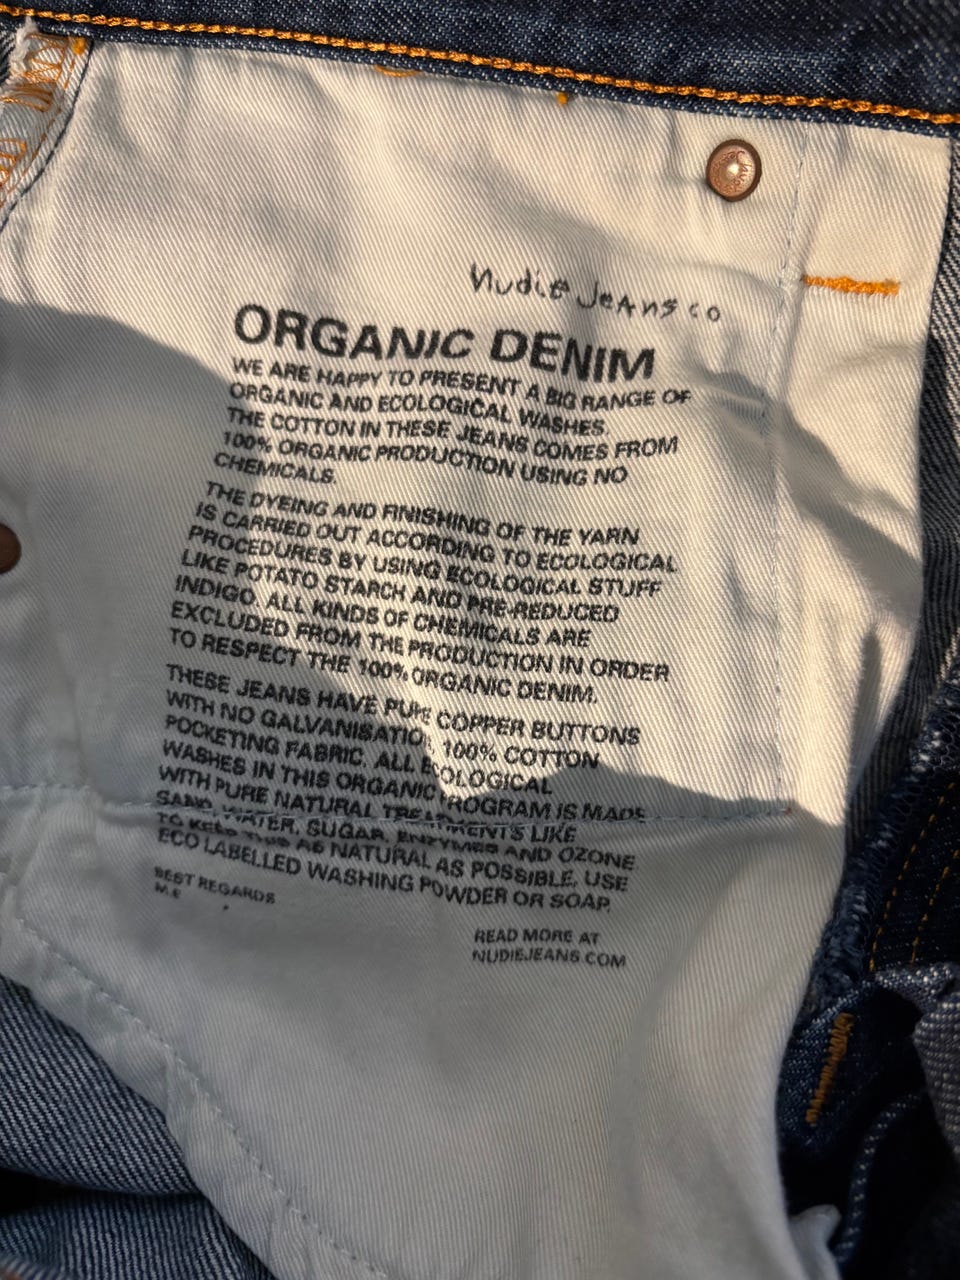 Nudie Jeans co
ORGANIC DENIM
WE ARE HAPPY TO PRESENT A BIG RANGE OF
ORGANIC AND ECOLOGICAL WASHES.
THE COTTON IN THESE JEANS COMES FROM
100% ORGANIC PRODUCTION USING NO
CHEMICALS.
THE DYEING AND FINISHING OF THE YARN
IS CARRIED OUT ACCORDING TO ECOLOGICAL
PROCEDURES BY USING ECOLOGICAL STUFF
LIKE POTATO STARCH AND PRE-REDUCED
INDIGO. ALL KINDS OF CHEMICALS ARE
EXCLUDED FROM THE PRODUCTION IN ORDER
TO RESPECT THE 100% ORGANIC DENIM.
THESE JEANS HAVE PURE COPPER BUTTONS
WITH NO GALVANISATION, 100% COTTON
POCKETING FABRIC. ALL ECOLOGICAL
WASHES IN THIS ORGANIC PROGRAM IS MADE
WITH PURE NATURAL TREATMENTS LIKE
SAND, WATER, SUGAR, ENZYMES AND OZONE
TO KEEP THIS AS NATURAL AS POSSIBLE, USE
ECO LABELLED WASHING POWDER OR SOAP.
BEST REGARDS
M.E
READ MORE AT
NUDIEJEANS.COM